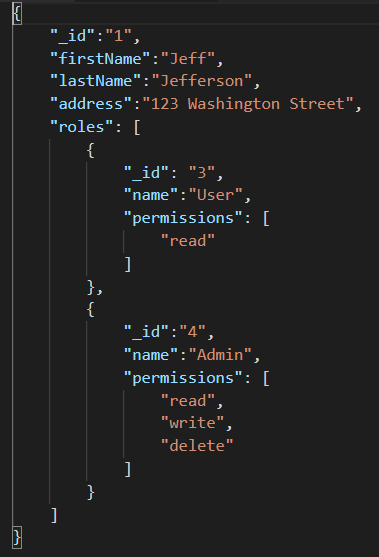 {
    "_id":"1",
    "firstName":"Jeff",
    "lastName":"Jefferson",
    "address":"123 Washington Street",
    "roles": [
        {
            "_id": "3",
            "name":"User",
            "permissions": [
                "read"
            ]
        },
        {
            "_id":"4",
            "name":"Admin",
            "permissions": [
                "read",
                "write",
                "delete"
            ]
        }
    ]
}